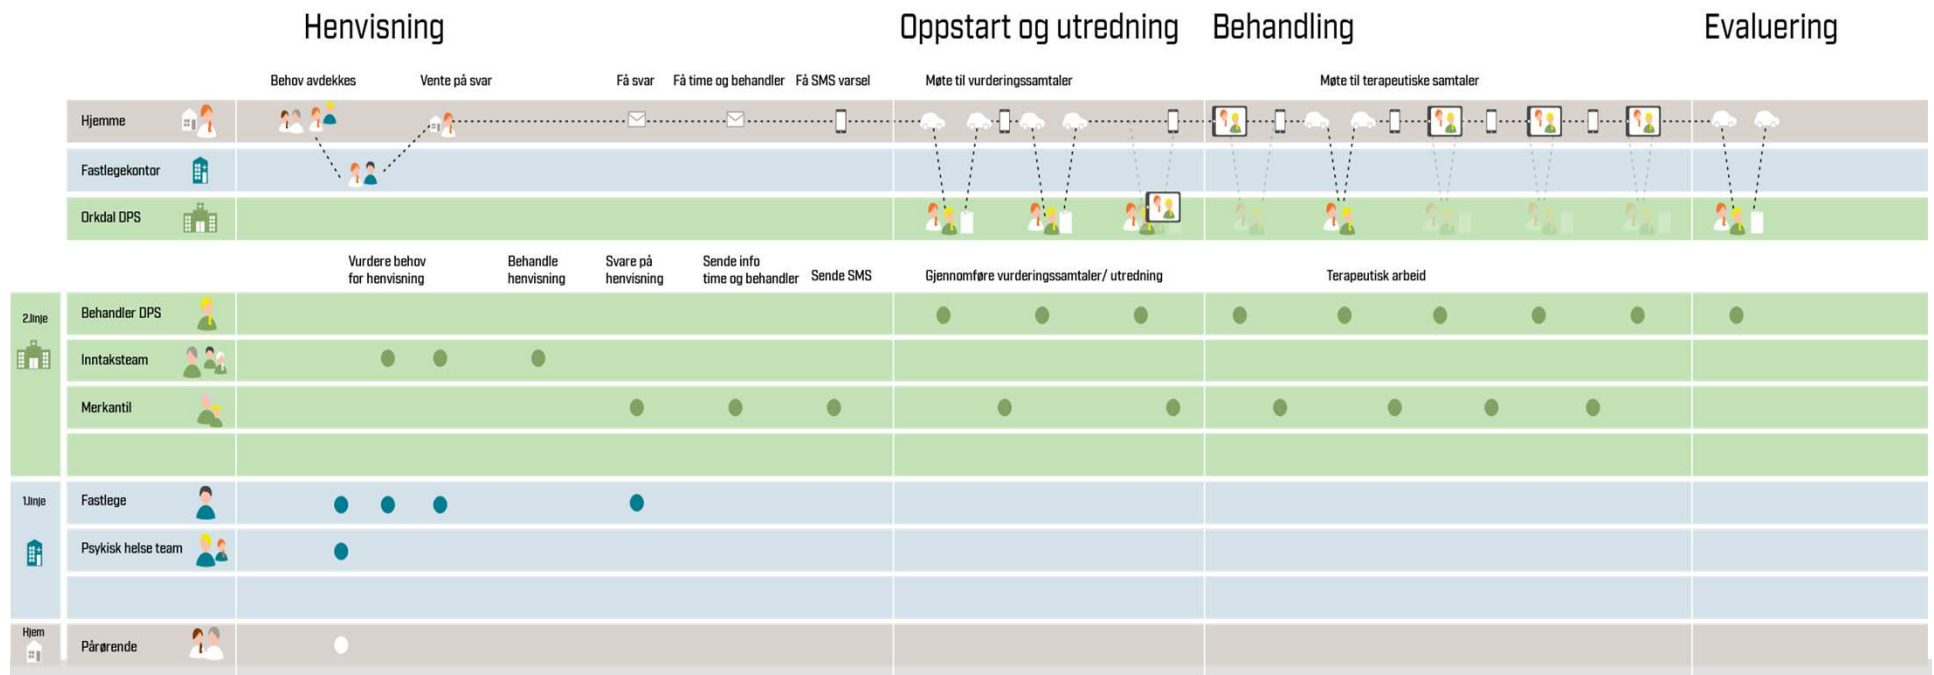 Henvisning
Oppstart og utredning
Behandling
Evaluering
Behov avdekkes
Vente på svar
Få svar
Få time og behandler
Få SMS varsel
Møte til vurderingssamtaler
Møte til terapeutiske samtaler
Hjemme
Fastlegekontor
Orkdal DPS
Vurdere behov
for henvisning
Behandle
henvisning
Svare på
henvisning
Sende info
time og behandler
Sende SMS
Gjennomføre vurderingssamtaler/ utredning
Terapeutisk arbeid
2.linje
Behandler DPS
Inntaksteam
Merkantil
1.linje
Fastlege
Psykisk helse team
Hjem
Pårørende